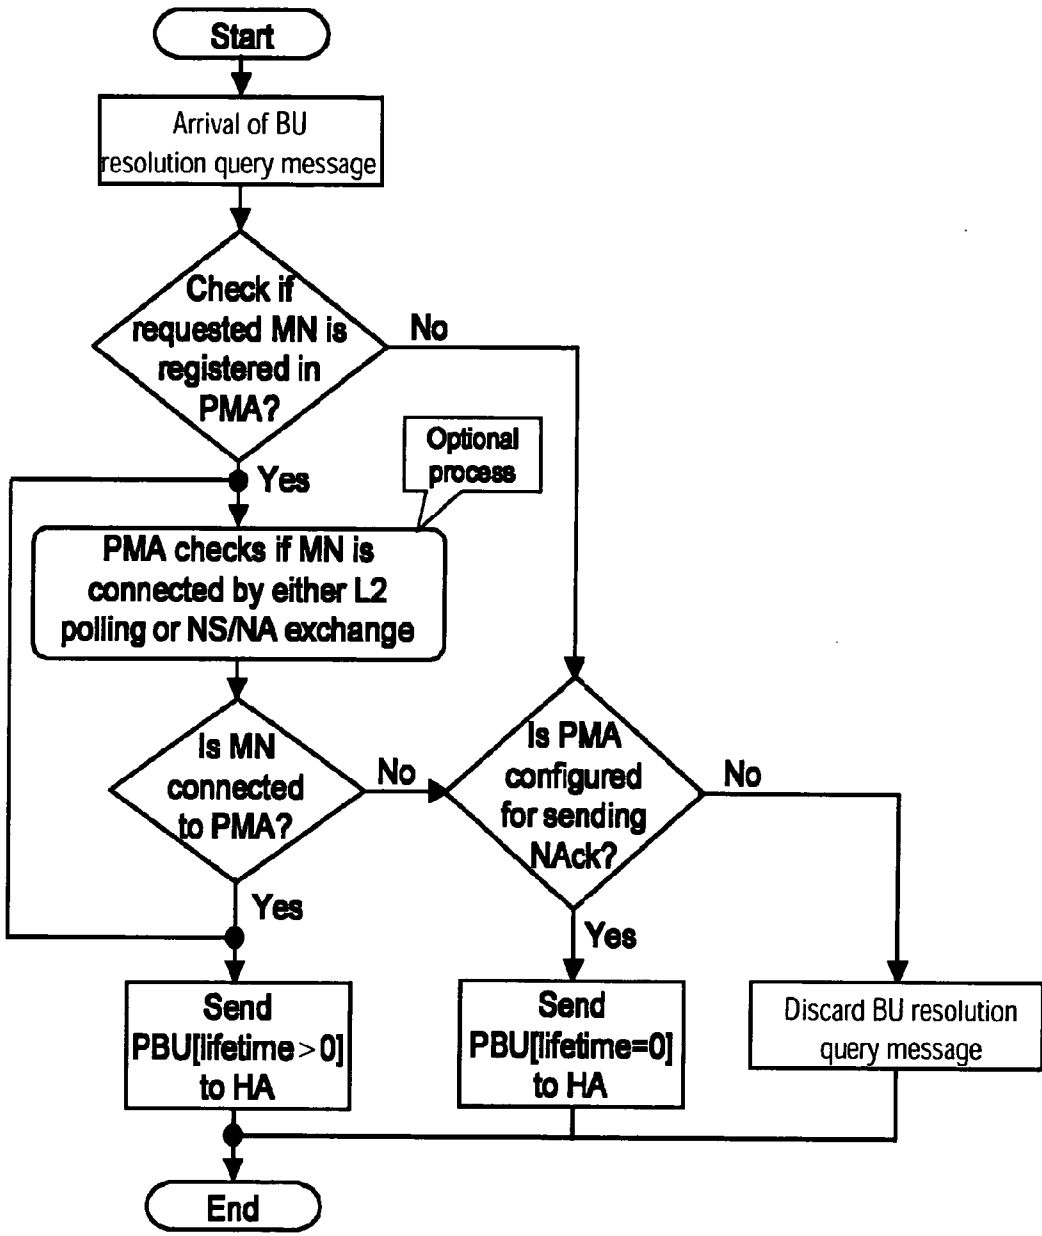 Start
Arrival of BU
resolution query message
Check if
requested MN is
registered in
PMA?
No
Optional
process
Yes
PMA checks if MN is
connected by either L2
polling or NS/NA exchange
Is MN
connected
to PMA?
No
Is PMA
configured
for sending
NAck?
No
Yes
Yes
Send
PBU[lifetime>0]
to HA
Send
PBU[lifetime=0]
to HA
Discard BU resolution
query message
End